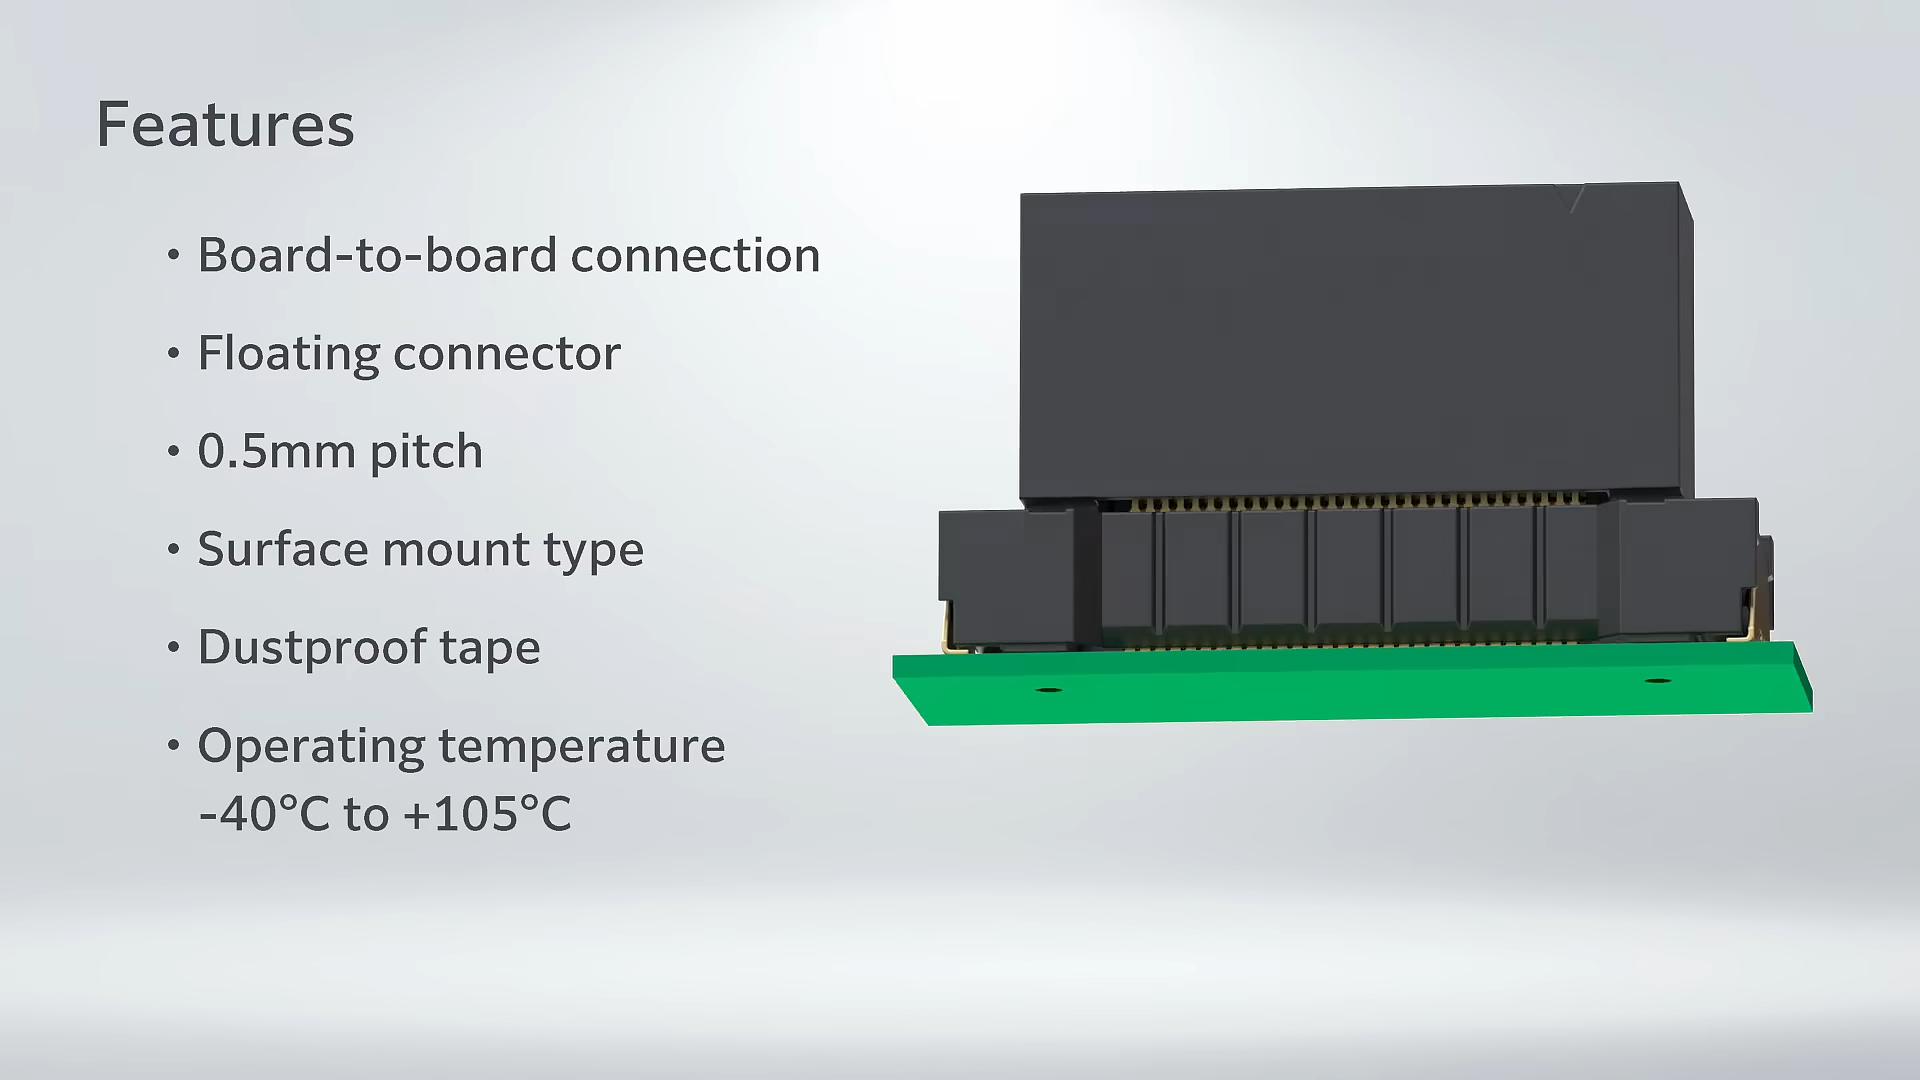 Features
• Board-to-board connection
• Floating connector
• 0.5mm pitch
• Surface mount type
• Dustproof tape
• Operating temperature
-40°C to +105°C